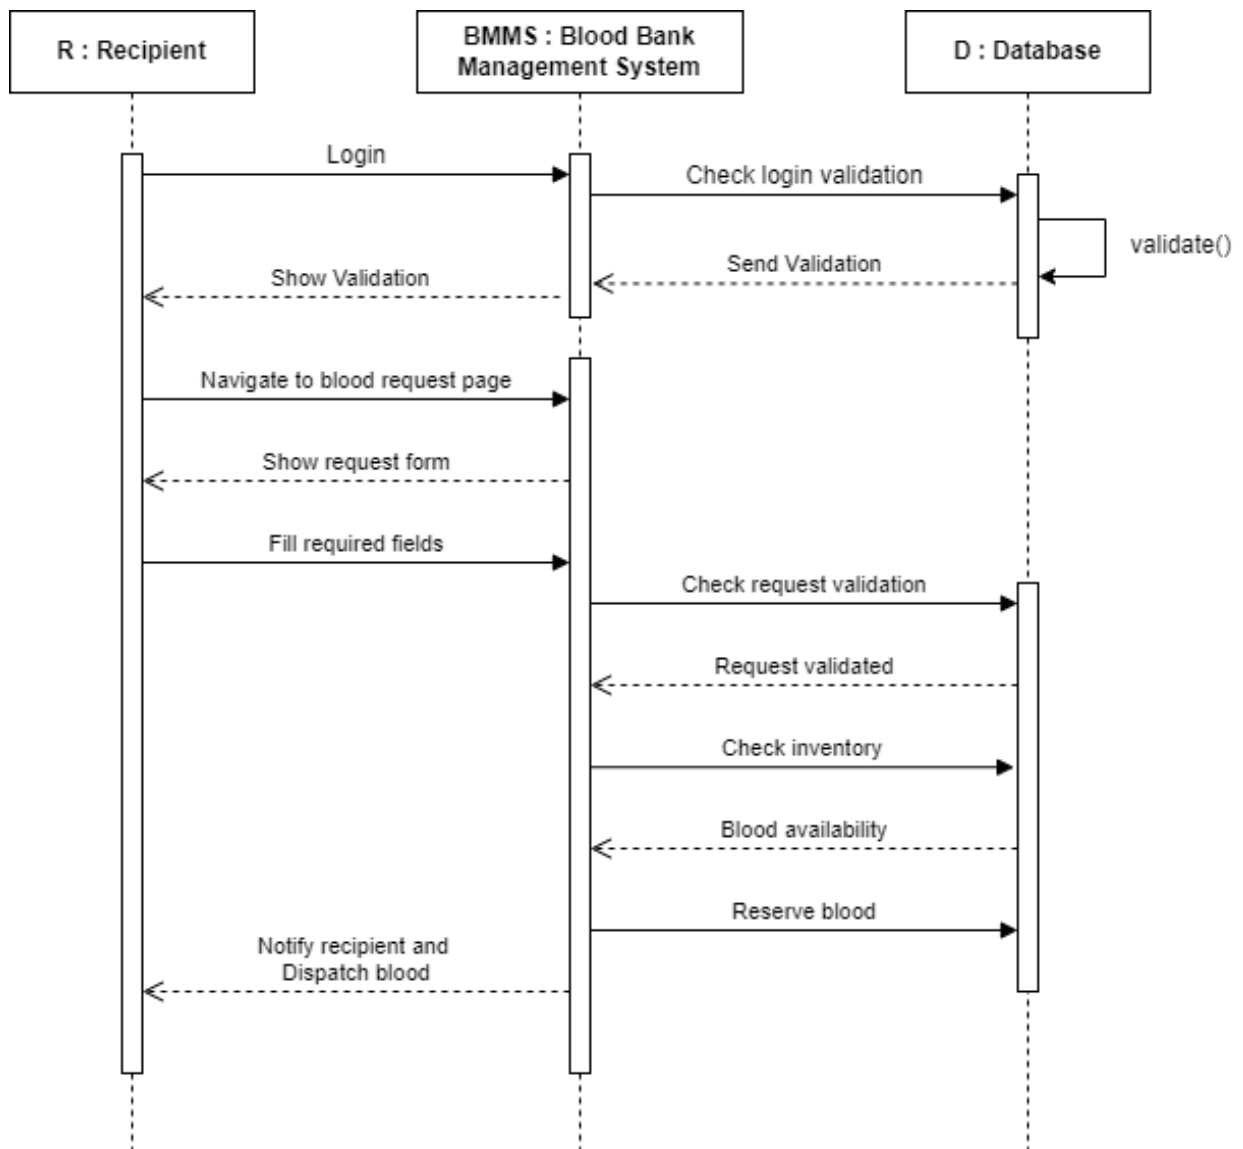 R : Recipient
BMMS : Blood Bank
Management System
D : Database
Login
Check login validation
validate()
Send Validation
Show Validation
Navigate to blood request page
Show request form
Fill required fields
Check request validation
Request validated
Check inventory
Blood availability
Reserve blood
Notify recipient and
Dispatch blood